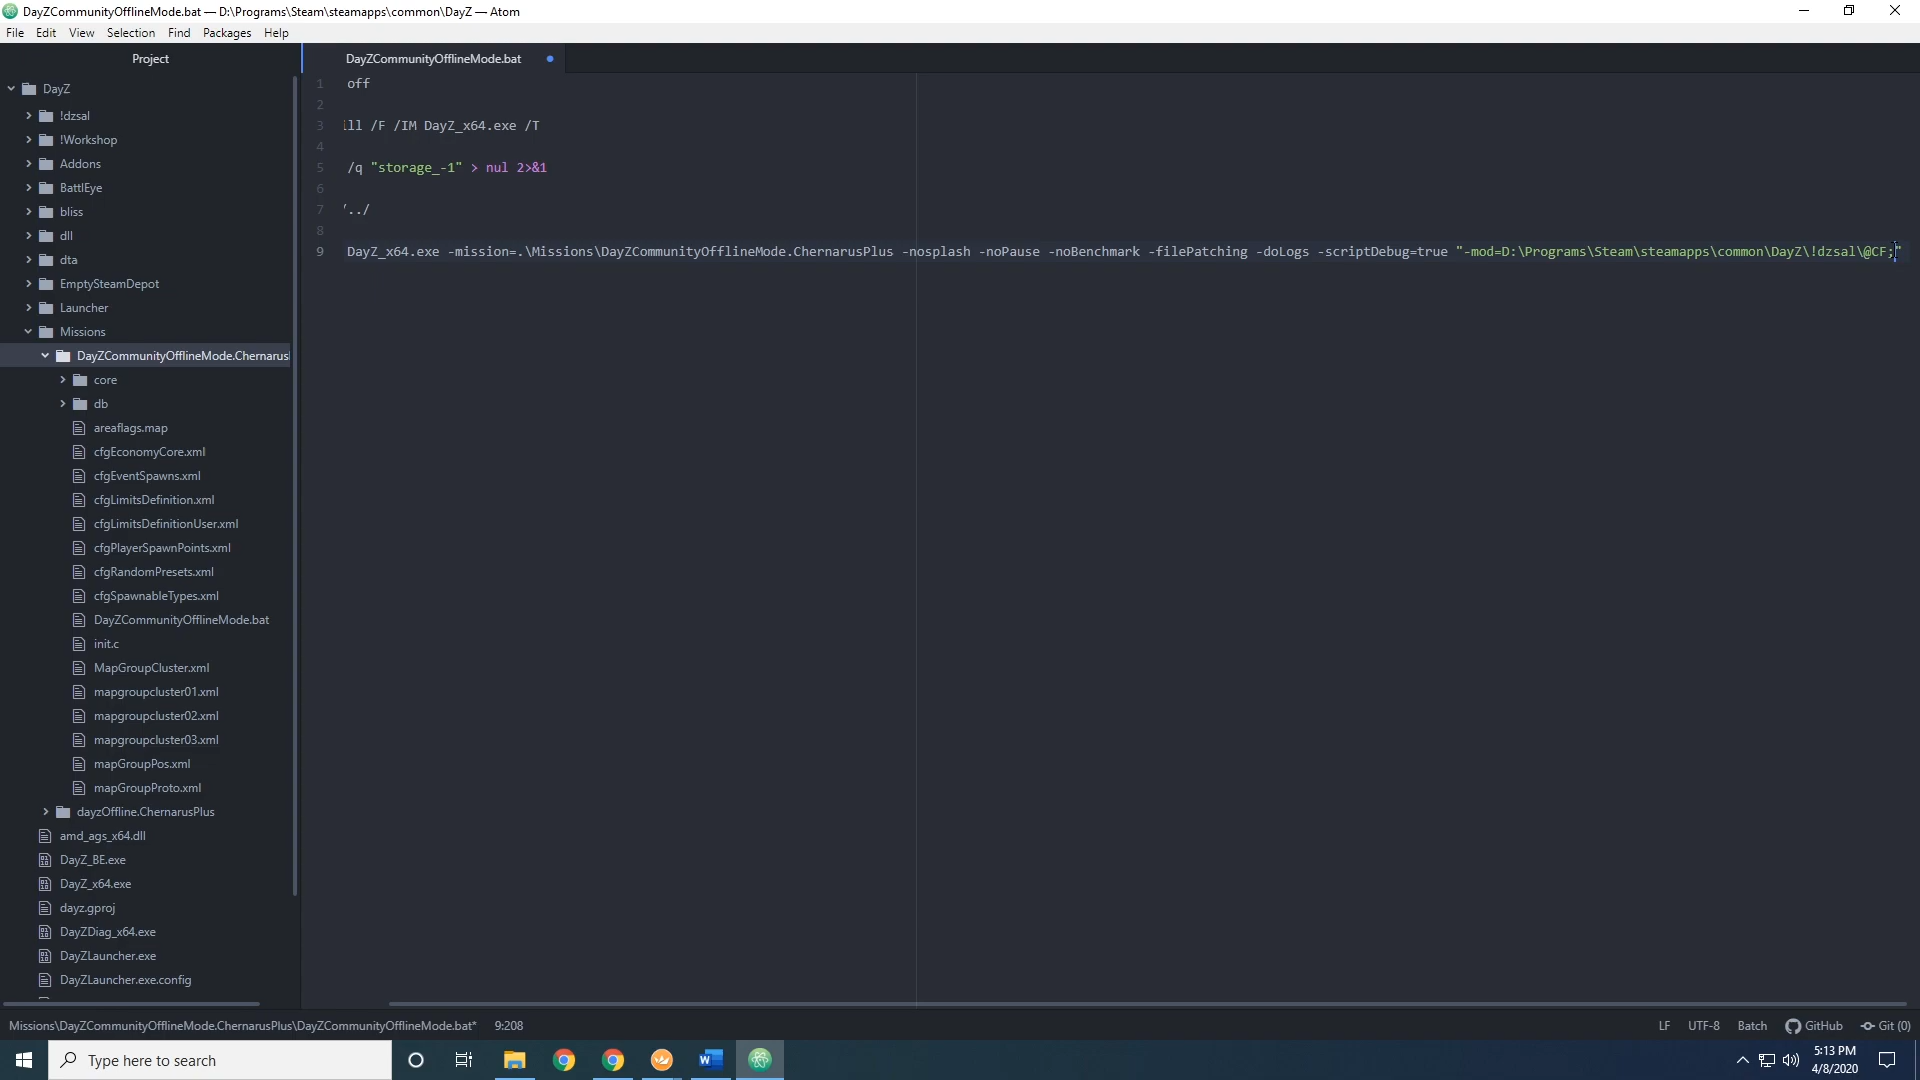 DayZCommunityOfflineMode.bat — D:\Programs\Steam\steamapps\common\DayZ — Atom
File Edit View Selection Find Packages Help
Project
DayZCommunityOfflineMode.bat
DayZ
!dzsal
!Workshop
Addons
BattlEye
bliss
dll
dta
EmptySteamDepot
Launcher
Missions
DayZCommunityOfflineMode.Chernarus
core
db
areaflags.map
cfgEconomyCore.xml
cfgEventSpawns.xml
cfgLimitsDefinition.xml
cfgLimitsDefinitionUser.xml
cfgPlayerSpawnPoints.xml
cfgRandomPresets.xml
cfgSpawnableTypes.xml
DayZCommunityOfflineMode.bat
init.c
MapGroupCluster.xml
mapgroupcluster01.xml
mapgroupcluster02.xml
mapgroupcluster03.xml
mapGroupPos.xml
mapGroupProto.xml
dayzOffline.ChernarusPlus
amd_ags_x64.dll
DayZ_BE.exe
DayZ_x64.exe
dayz.gproj
DayZDiag_x64.exe
DayZLauncher.exe
DayZLauncher.exe.config
1 off
2
3 ill /F /IM DayZ_x64.exe /T
4
5 /q "storage_-1" > nul 2>&1
6
7 /../
8
9 DayZ_x64.exe -mission=.\Missions\DayZCommunityOfflineMode.ChernarusPlus -nosplash -noPause -noBenchmark -filePatching -doLogs -scriptDebug=true "-mod=D:\Programs\Steam\steamapps\common\DayZ\!dzsal\@CF;"
Missions\DayZCommunityOfflineMode.ChernarusPlus\DayZCommunityOfflineMode.bat* 9:208
LF UTF-8 Batch GitHub Git (0)
Type here to search
5:13 PM
4/8/2020